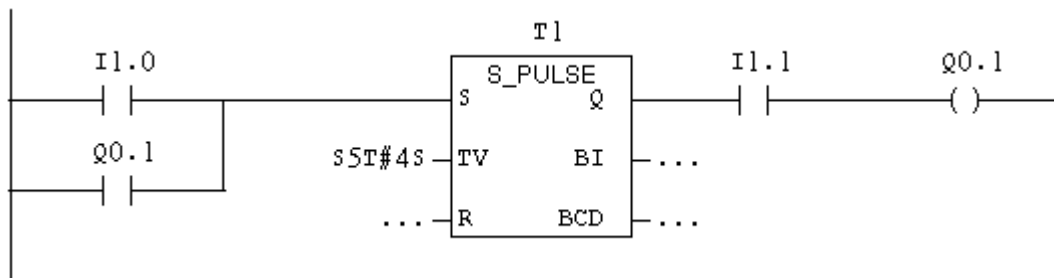 T1
I1.0
S_PULSE
I1.1
Q0.1
S
Q
Q0.1
S5T#4S
TV
BI
...
...
R
BCD
...